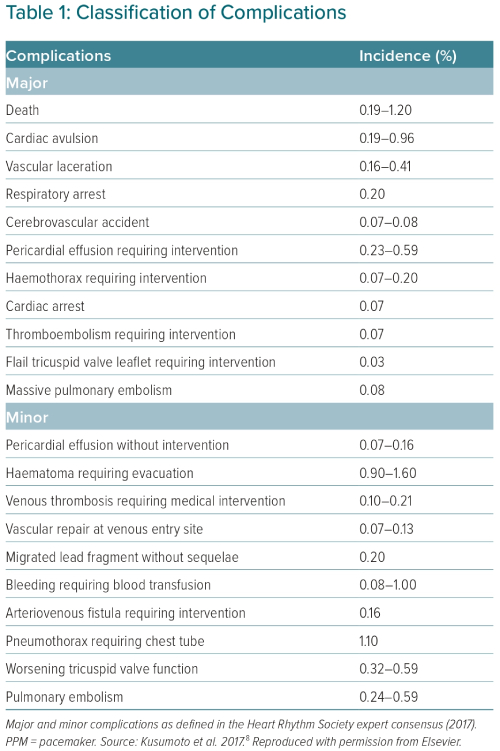 Table 1: Classification of Complications
Complications Incidence (%)
Major
Death 0.19–1.20
Cardiac avulsion 0.19–0.96
Vascular laceration 0.16–0.41
Respiratory arrest 0.20
Cerebrovascular accident 0.07–0.08
Pericardial effusion requiring intervention 0.23–0.59
Haemothorax requiring intervention 0.07–0.20
Cardiac arrest 0.07
Thromboembolism requiring intervention 0.07
Flail tricuspid valve leaflet requiring intervention 0.03
Massive pulmonary embolism 0.08
Minor
Pericardial effusion without intervention 0.07–0.16
Haematoma requiring evacuation 0.90–1.60
Venous thrombosis requiring medical intervention 0.10–0.21
Vascular repair at venous entry site 0.07–0.13
Migrated lead fragment without sequelae 0.20
Bleeding requiring blood transfusion 0.08–1.00
Arteriovenous fistula requiring intervention 0.16
Pneumothorax requiring chest tube 1.10
Worsening tricuspid valve function 0.32–0.59
Pulmonary embolism 0.24–0.59
Major and minor complications as defined in the Heart Rhythm Society expert consensus (2017).
PPM = pacemaker. Source: Kusumoto et al. 2017.⁸ Reproduced with permission from Elsevier.